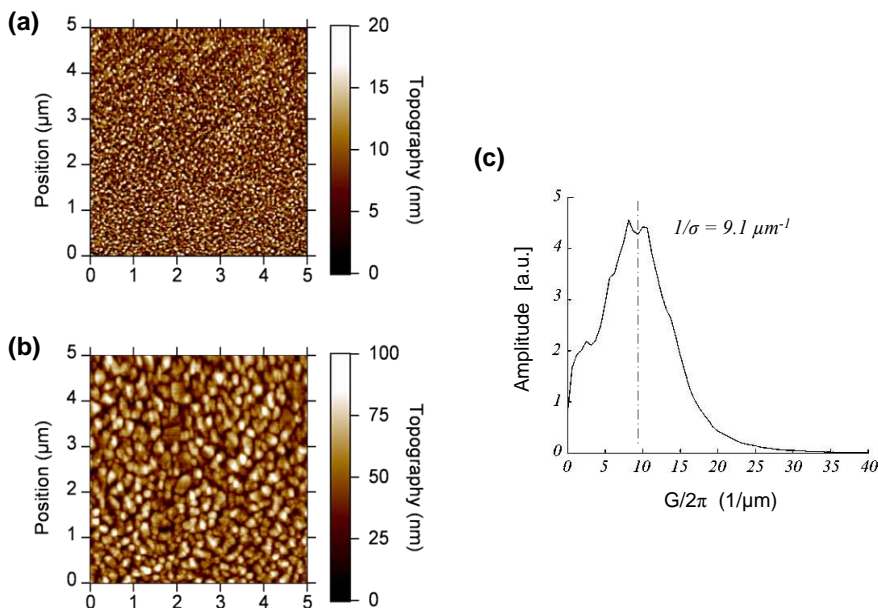 (a)
5
4
3
2
1
0
Position (µm)
0 1 2 3 4 5
20
15
10
5
0
Topography (nm)
(b)
5
4
3
2
1
0
Position (µm)
0 1 2 3 4 5
100
75
50
25
0
Topography (nm)
(c)
5
4
3
2
1
0
Amplitude [a.u.]
1/σ = 9.1 µm-1
0 5 10 15 20 25 30 35 40
G/2π (1/µm)